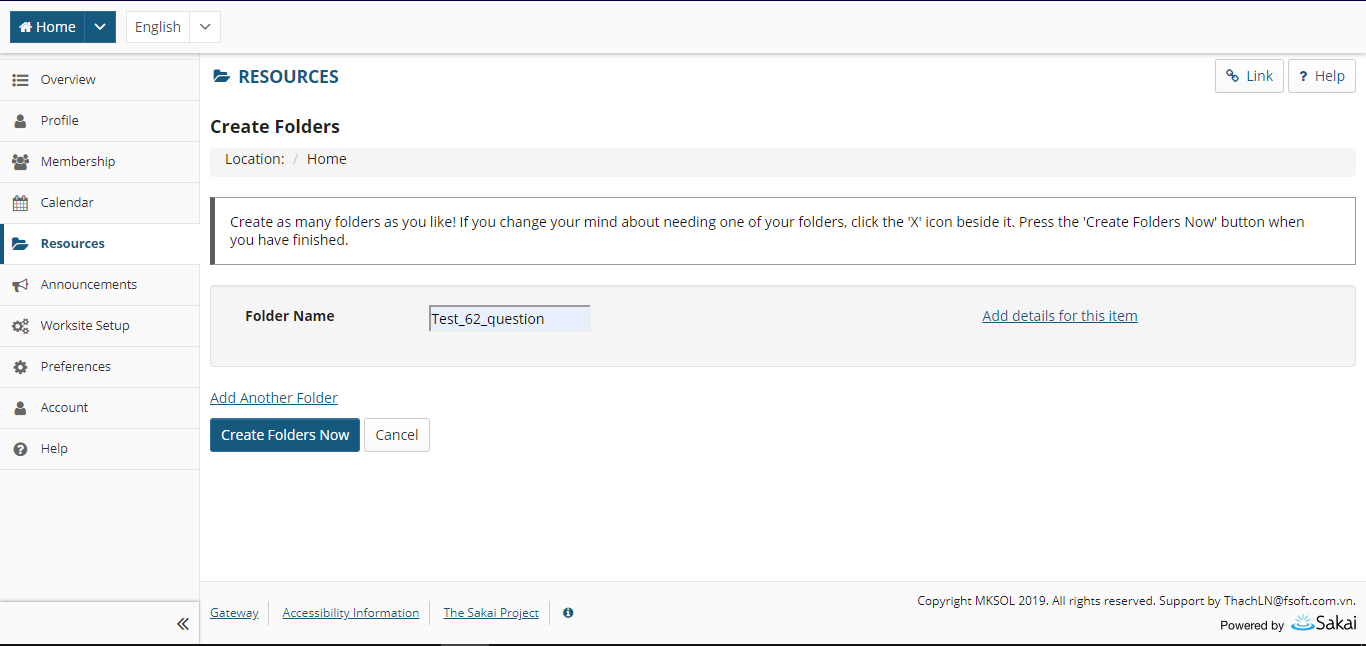 Home
English
Overview
Profile
Membership
Calendar
Resources
Announcements
Worksite Setup
Preferences
Account
Help
RESOURCES
Link
? Help
Create Folders
Location: / Home
Create as many folders as you like! If you change your mind about needing one of your folders, click the 'X' icon beside it. Press the 'Create Folders Now' button when
you have finished.
Folder Name
Test_62_question
Add details for this item
Add Another Folder
Create Folders Now
Cancel
Gateway
Accessibility Information
The Sakai Project
Copyright MKSOL 2019. All rights reserved. Support by ThachLN@fsoft.com.vn.
Powered by Sakai